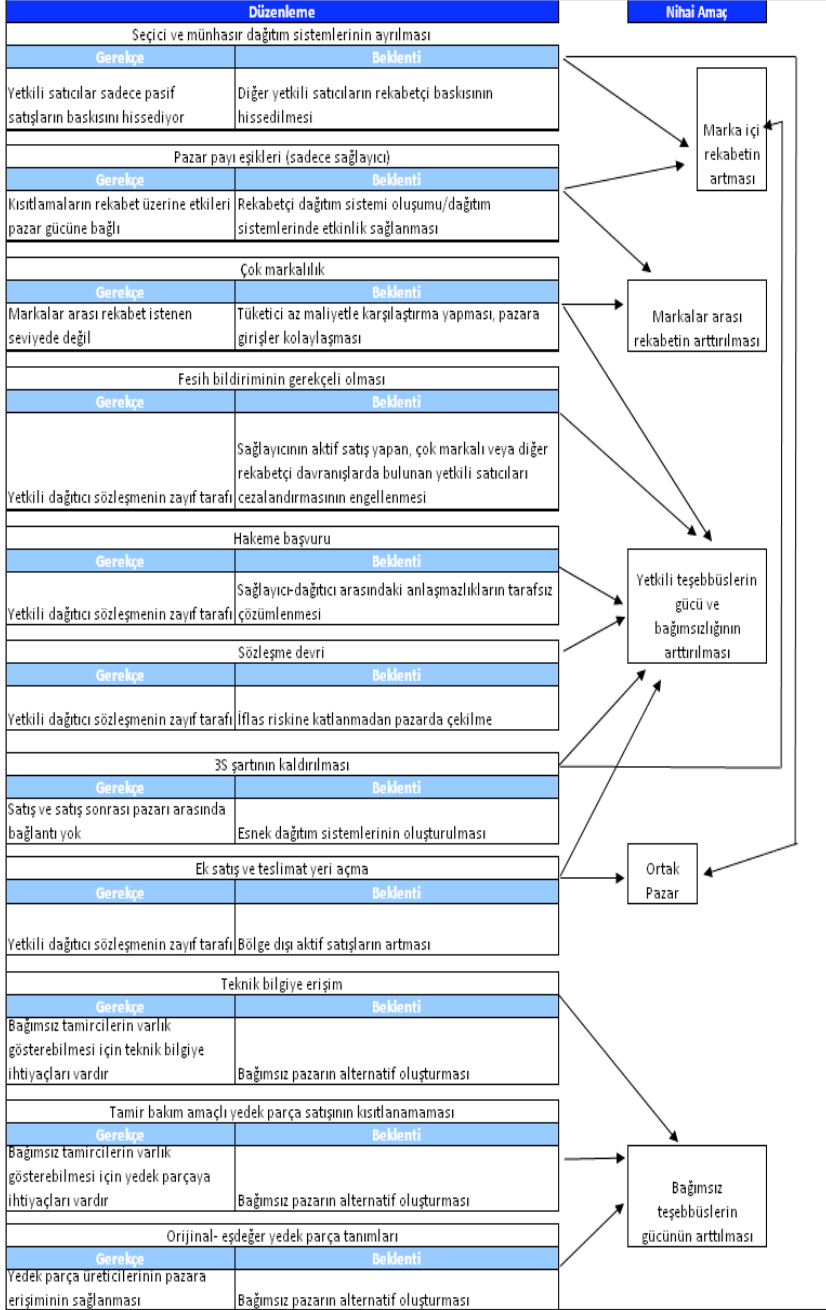 Düzenleme
Nihai Amaç
Seçici ve münhasır dağıtım sistemlerinin ayrılması
Gerekçe
Beklenti
Yetkili satıcılar sadece pasif
satışların baskısını hissediyor
Diğer yetkili satıcıların rekabetçi baskısının
hissedilmesi
Marka içi
rekabetin
artması
Pazar payı eşikleri (sadece sağlayıcı)
Gerekçe
Beklenti
Kısıtlamaların rekabet üzerine etkileri
pazar gücüne bağlı
Rekabetçi dağıtım sistemi oluşumu/dağıtım
sistemlerinde etkinlik sağlanması
Çok markalılık
Gerekçe
Beklenti
Markalar arası rekabet istenen
seviyede değil
Tüketici az maliyetle karşılaştırma yapması, pazara
girişler kolaylaşması
Markalar arası
rekabetin arttırılması
Fesih bildiriminin gerekçeli olması
Gerekçe
Beklenti
Yetkili dağıtıcı sözleşmenin zayıf tarafı
Sağlayıcının aktif satış yapan, çok markalı veya diğer
rekabetçi davranışlarda bulunan yetkili satıcıları
cezalandırmasının engellenmesi
Hakeme başvuru
Gerekçe
Beklenti
Yetkili dağıtıcı sözleşmenin zayıf tarafı
Sağlayıcı-dağıtıcı arasındaki anlaşmazlıkların tarafsız
çözümlenmesi
Yetkili teşebbüslerin
gücü ve
bağımsızlığının
arttırılması
Sözleşme devri
Gerekçe
Beklenti
Yetkili dağıtıcı sözleşmenin zayıf tarafı
İflas riskine katlanmadan pazarda çekilme
3S şartının kaldırılması
Gerekçe
Beklenti
Satış ve satış sonrası pazarı arasında
bağlantı yok
Esnek dağıtım sistemlerinin oluşturulması
Ek satış ve teslimat yeri açma
Gerekçe
Beklenti
Yetkili dağıtıcı sözleşmenin zayıf tarafı
Bölge dışı aktif satışların artması
Ortak
Pazar
Teknik bilgiye erişim
Gerekçe
Beklenti
Bağımsız tamircilerin varlık
gösterebilmesi için teknik bilgiye
ihtiyaçları vardır
Bağımsız pazarın alternatif oluşturması
Tamir bakım amaçlı yedek parça satışının kısıtlanamaması
Gerekçe
Beklenti
Bağımsız tamircilerin varlık
gösterebilmesi için yedek parçaya
ihtiyaçları vardır
Bağımsız pazarın alternatif oluşturması
Bağımsız
teşebbüslerin
gücünün arttılması
Orijinal- eşdeğer yedek parça tanımları
Gerekçe
Beklenti
Yedek parça üreticilerinin pazara
erişiminin sağlanması
Bağımsız pazarın alternatif oluşturması